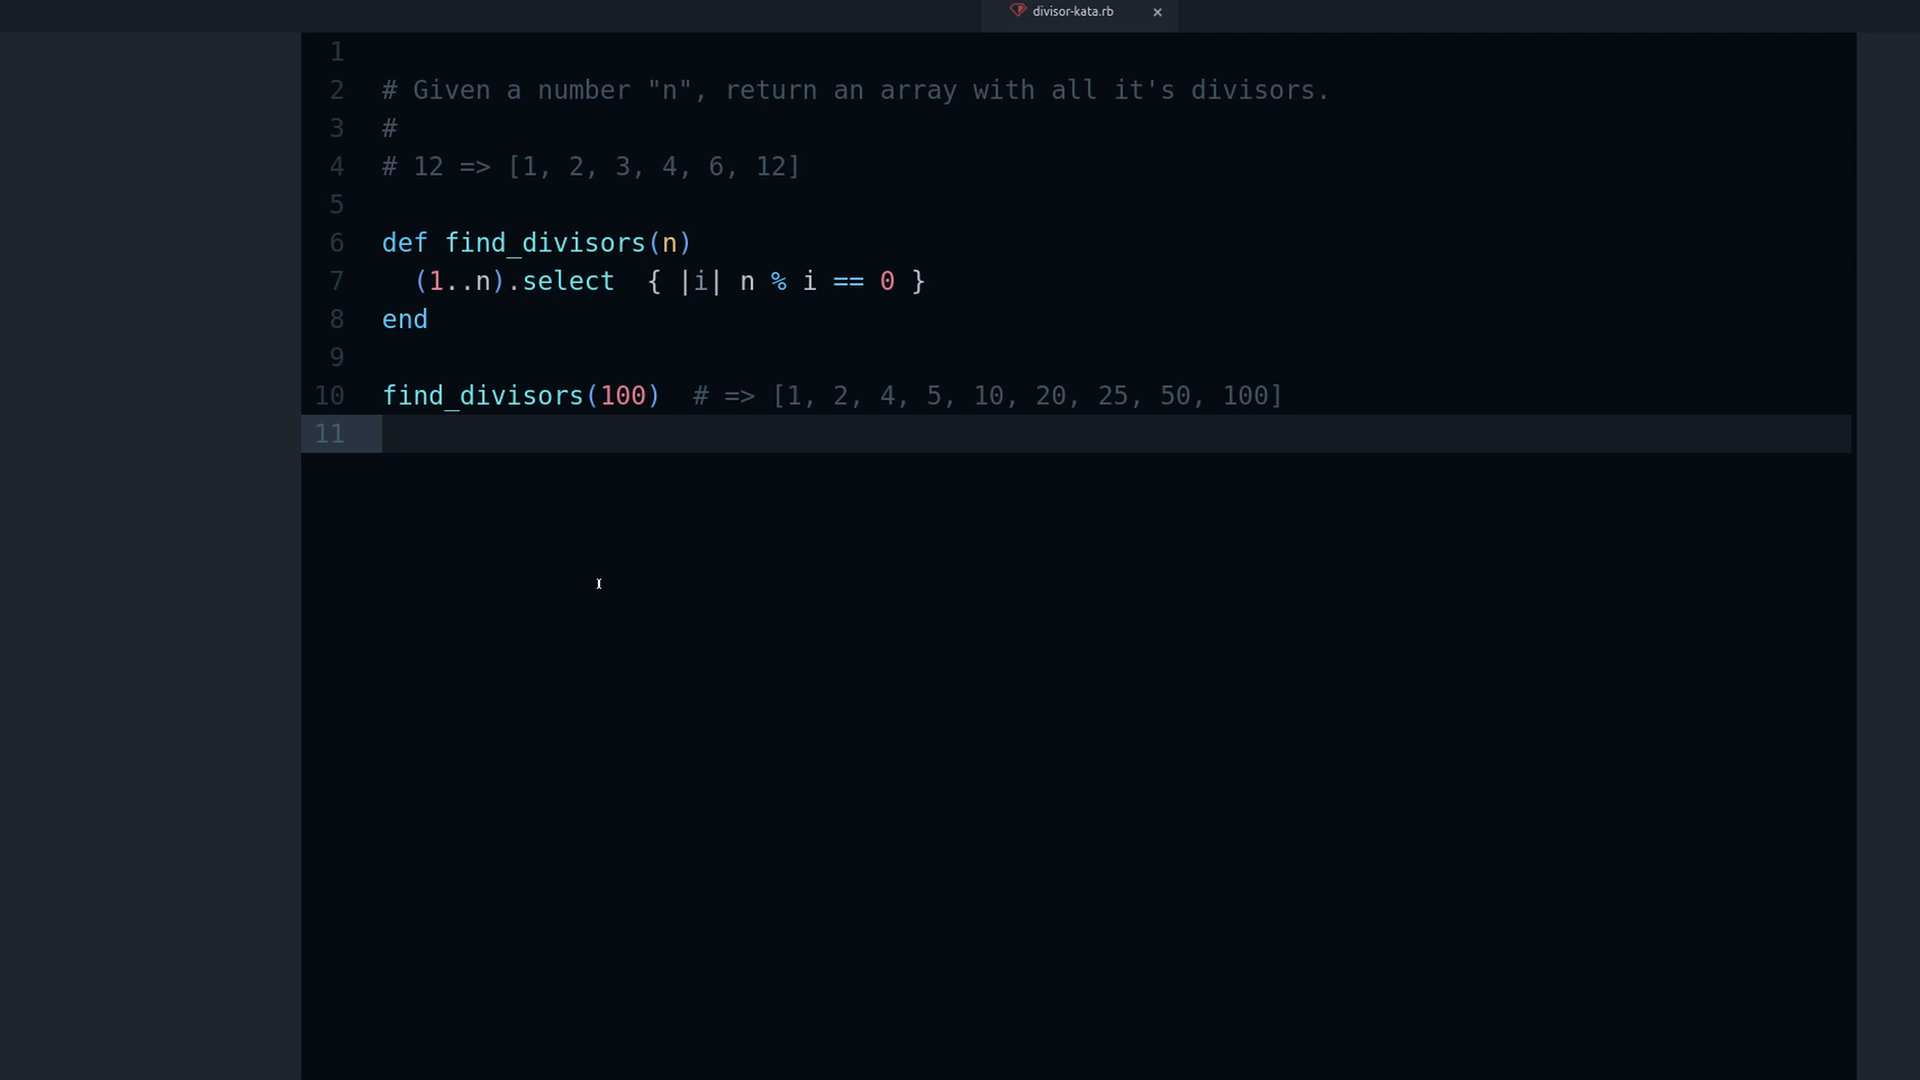 divisor-kata.rb ×
1
2 # Given a number "n", return an array with all it's divisors.
3 #
4 # 12 => [1, 2, 3, 4, 6, 12]
5
6 def find_divisors(n)
7   (1..n).select  { |i| n % i == 0 }
8 end
9
10 find_divisors(100)  # => [1, 2, 4, 5, 10, 20, 25, 50, 100]
11